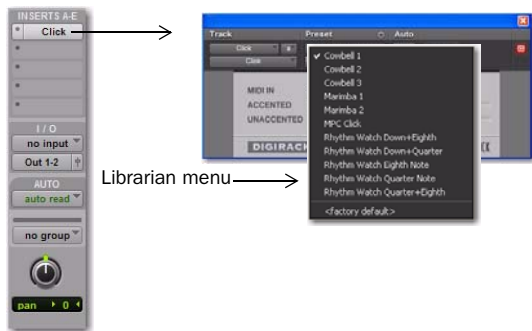 INSERTS A-E
Click
I / O
no input
Out 1-2
AUTO
auto read
no group
pan 0
Track Preset Auto
Click a
Click
MIDI IN
ACCENTED
UNACCENTED
DIGIRACK
Cowbell 1
Cowbell 2
Cowbell 3
Marimba 1
Marimba 2
MPC Click
Rhythm Watch Down+Eighth
Rhythm Watch Down+Quarter
Rhythm Watch Eighth Note
Rhythm Watch Quarter Note
Rhythm Watch Quarter+Eighth
<factory default>
Librarian menu